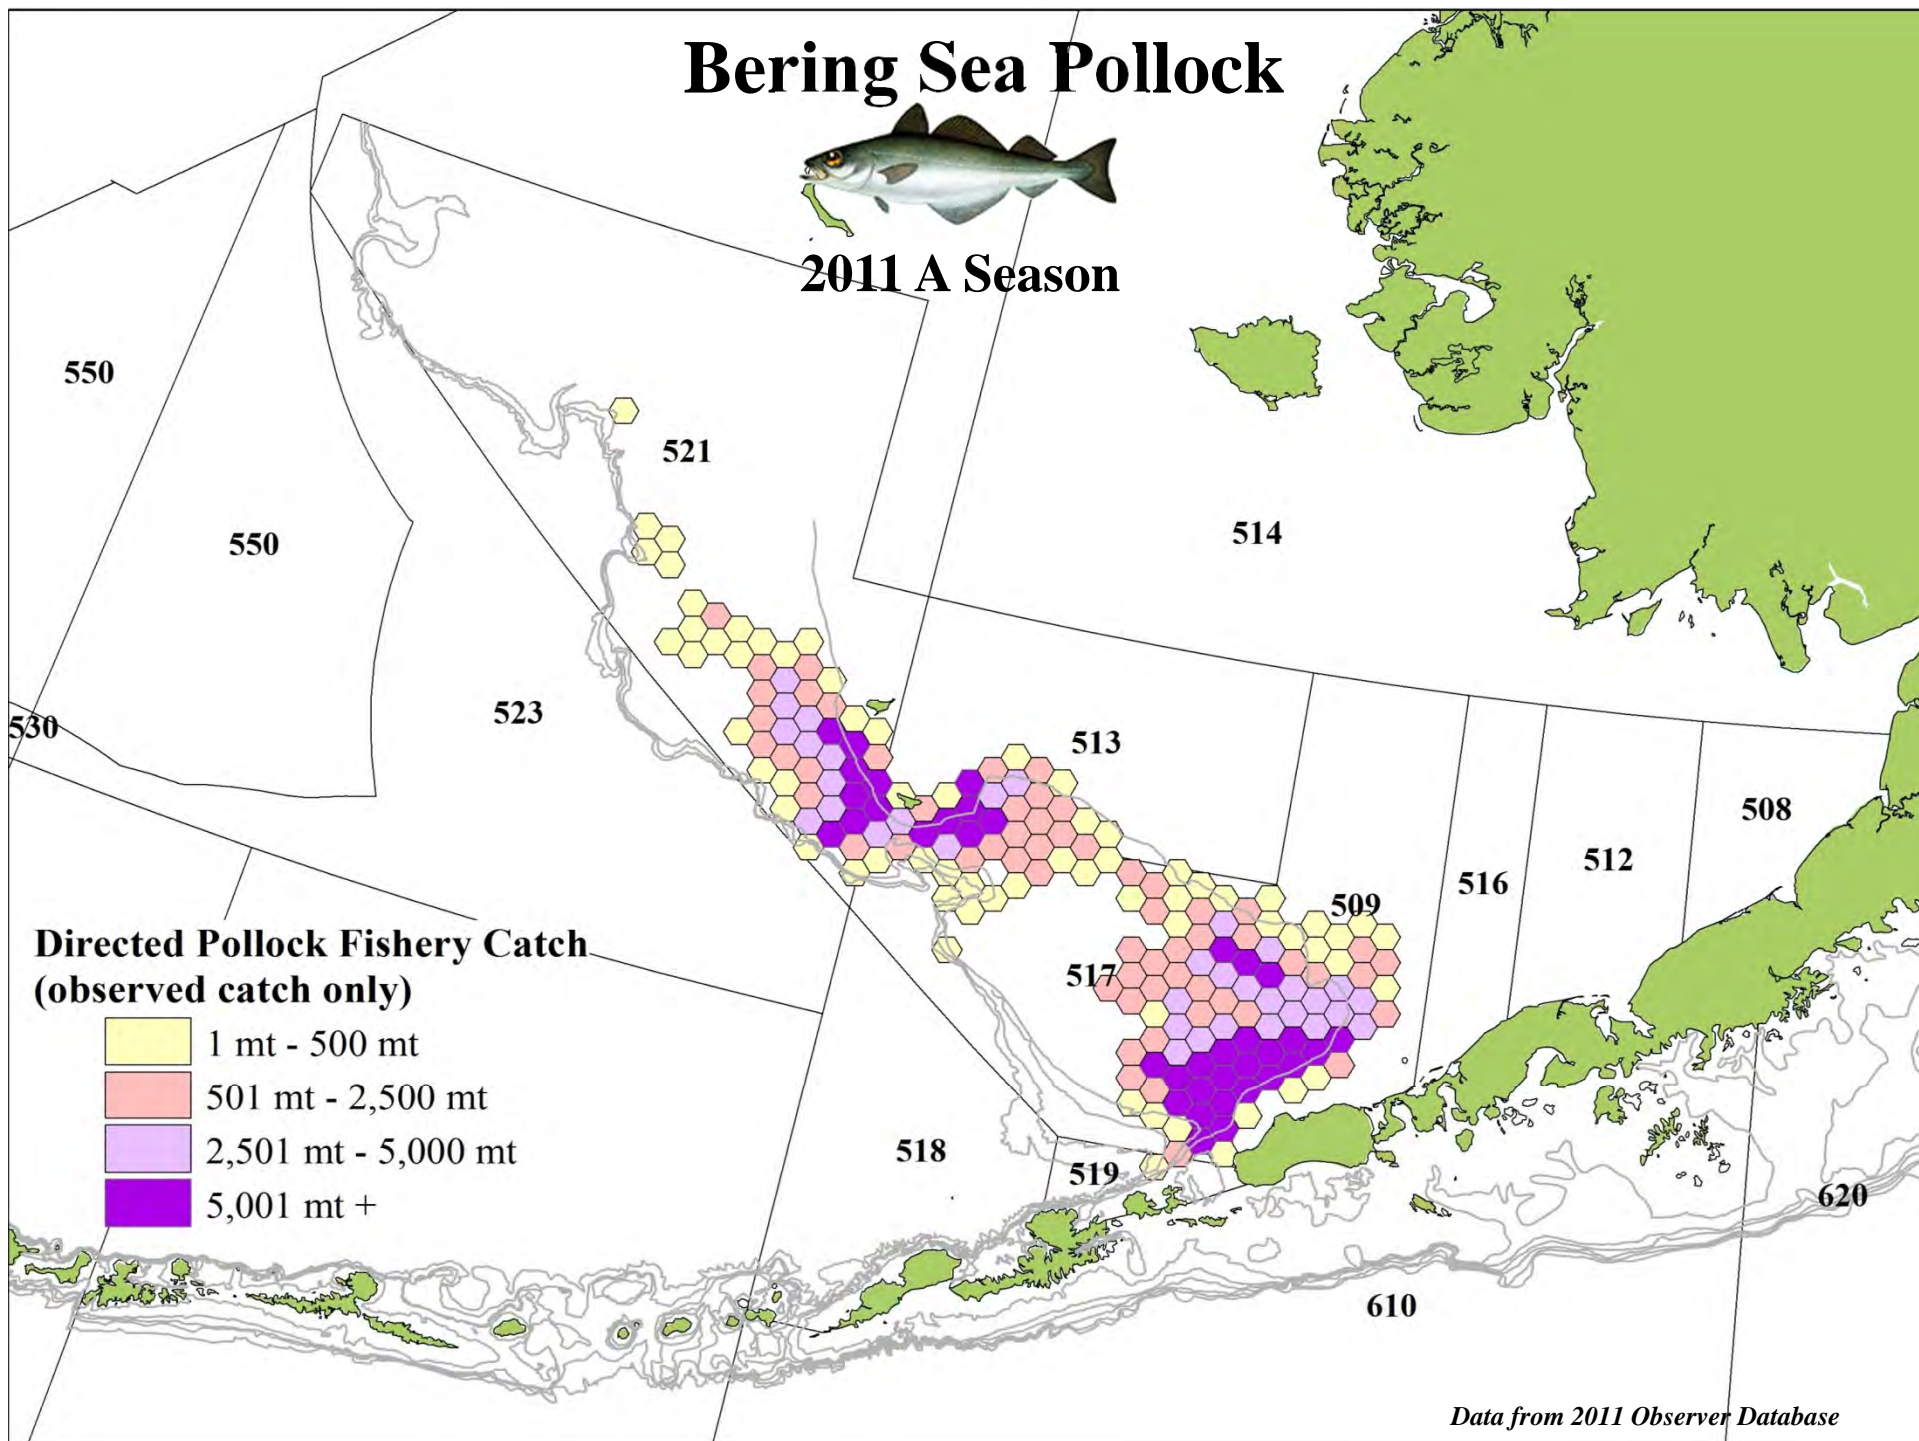 Bering Sea Pollock
2011 A Season
550
521
514
550
530
523
513
508
512
516
509
517
Directed Pollock Fishery Catch
(observed catch only)
1 mt - 500 mt
501 mt - 2,500 mt
2,501 mt - 5,000 mt
5,001 mt +
518
519
620
610
Data from 2011 Observer Database